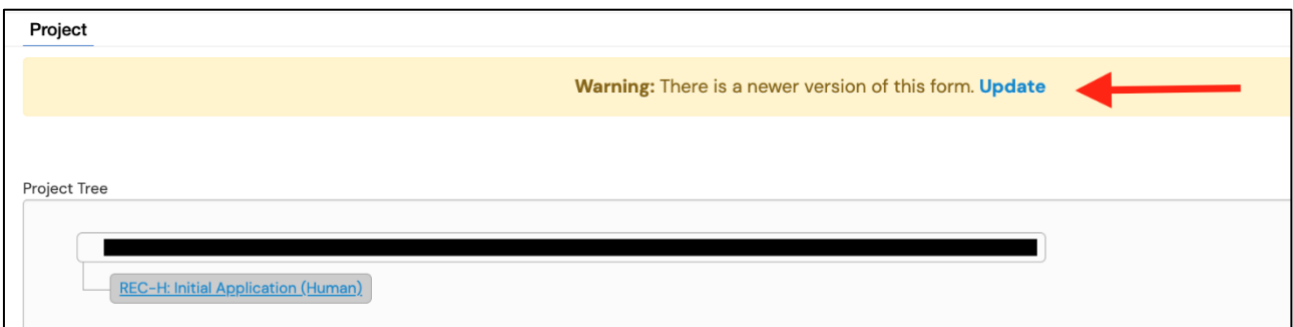 Project
Warning: There is a newer version of this form. Update
Project Tree
REC-H: Initial Application (Human)